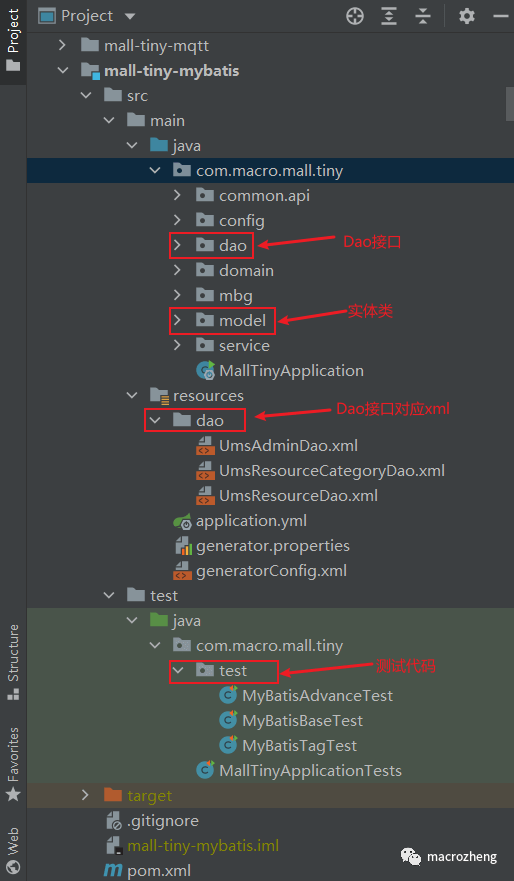 Project
Project
mall-tiny-mqtt
mall-tiny-mybatis
src
main
java
com.macro.mall.tiny
common.api
config
dao
Dao接口
domain
mbg
model
实体类
service
MallTinyApplication
resources
dao
Dao接口对应xml
UmsAdminDao.xml
UmsResourceCategoryDao.xml
UmsResourceDao.xml
application.yml
generator.properties
generatorConfig.xml
test
java
com.macro.mall.tiny
test
测试代码
MyBatisAdvanceTest
MyBatisBaseTest
MyBatisTagTest
MallTinyApplicationTests
target
.gitignore
mall-tiny-mybatis.iml
pom.xml
Structure
Favorites
Web
macrozheng